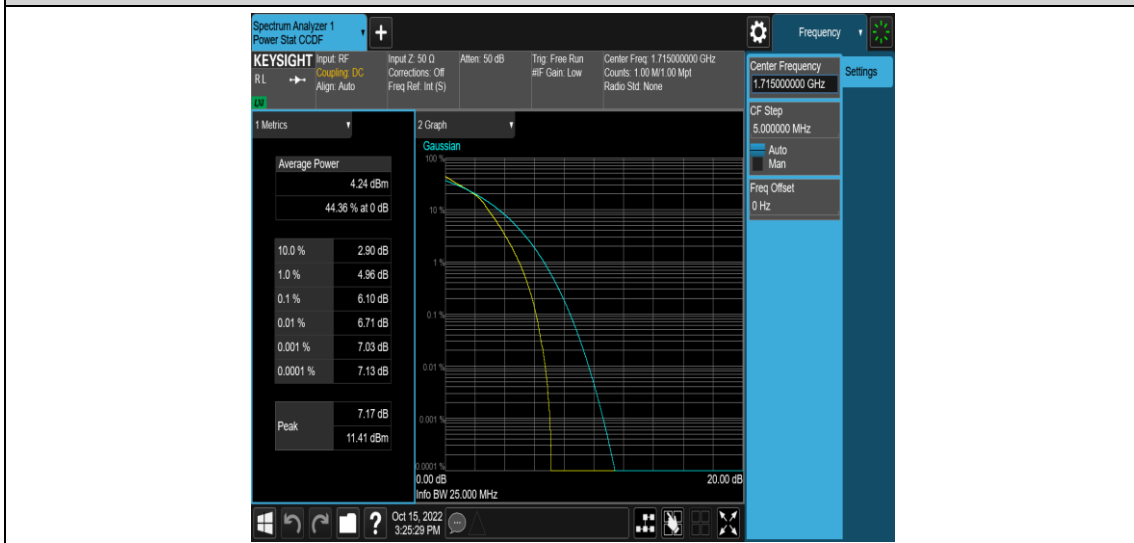 Spectrum Analyzer 1
Power Stat CCDF
+
Frequency
KEYSIGHT
RL
LXI
Input: RF
Coupling: DC
Align: Auto
Input Z: 50 Ω
Corrections: Off
Freq Ref: Int (S)
Atten: 50 dB
Trig: Free Run
#IF Gain: Low
Center Freq: 1.715000000 GHz
Counts: 1.00 M/1.00 Mpt
Radio Std: None
Center Frequency
1.715000000 GHz
Settings
CF Step
5.000000 MHz
Auto
Man
Freq Offset
0 Hz
1 Metrics
Average Power
4.24 dBm
44.36 % at 0 dB
10.0 % 2.90 dB
1.0 % 4.96 dB
0.1 % 6.10 dB
0.01 % 6.71 dB
0.001 % 7.03 dB
0.0001 % 7.13 dB
Peak
7.17 dB
11.41 dBm
2 Graph
Gaussian
100 %
10 %
1 %
0.1 %
0.01 %
0.001 %
0.0001 %
0.00 dB 20.00 dB
Info BW 25.000 MHz
?
Oct 15, 2022
3:25:29 PM